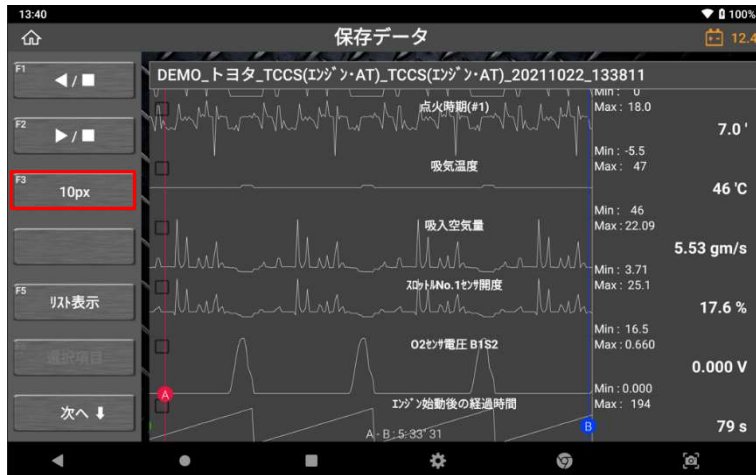 13:40
100%
保存データ
12.4
F1
◀/■
DEMO_トヨタ_TCCS(ｴﾝｼﾞﾝ･AT)_TCCS(ｴﾝｼﾞﾝ･AT)_20211022_133811
Min : 0
点火時期(#1)
Max : 18.0
7.0 '
Min : -5.5
F2
▶/■
吸気温度
Max : 47
46 'C
Min : 46
F3
10px
吸入空気量
Max : 22.09
5.53 gm/s
Min : 3.71
ｽﾛｯﾄﾙNo.1ｾﾝｻ開度
Max : 25.1
17.6 %
Min : 16.5
F5
ﾘｽﾄ表示
O2ｾﾝｻ電圧 B1S2
Max : 0.660
0.000 V
Min : 0.000
選択項目
ｴﾝｼﾞﾝ始動後の経過時間
Max : 194
79 s
次へ ⬇
A
B
A - B : 5:33" 31